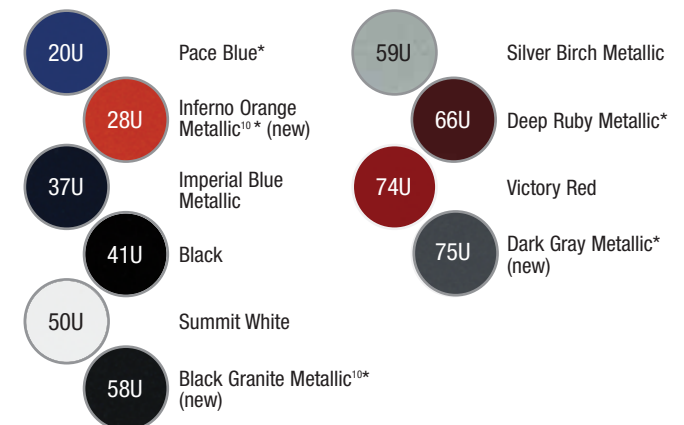 20U
Pace Blue*
28U
Inferno Orange
Metallic¹⁰* (new)
37U
Imperial Blue
Metallic
41U
Black
50U
Summit White
58U
Black Granite Metallic¹⁰*
(new)
59U
Silver Birch Metallic
66U
Deep Ruby Metallic*
74U
Victory Red
75U
Dark Gray Metallic*
(new)